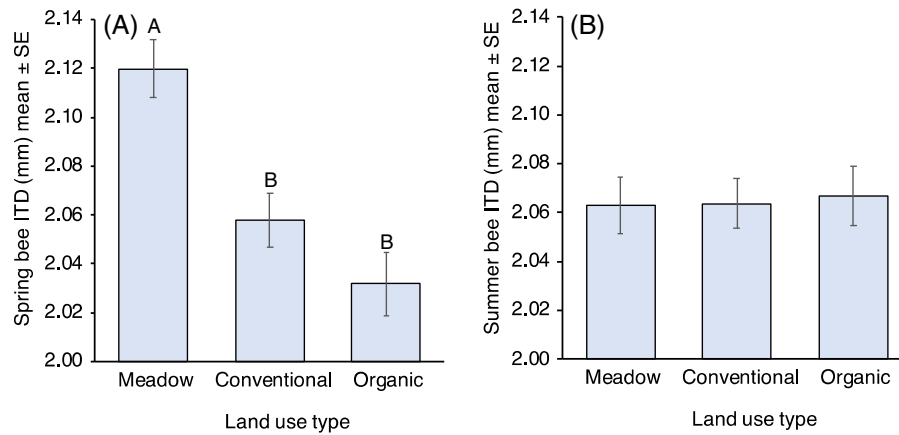 (A)
Spring bee ITD (mm) mean ± SE
2.14
2.12
2.10
2.08
2.06
2.04
2.02
2.00
A
B
B
Meadow Conventional Organic
Land use type
(B)
Summer bee ITD (mm) mean ± SE
2.14
2.12
2.10
2.08
2.06
2.04
2.02
2.00
Meadow Conventional Organic
Land use type